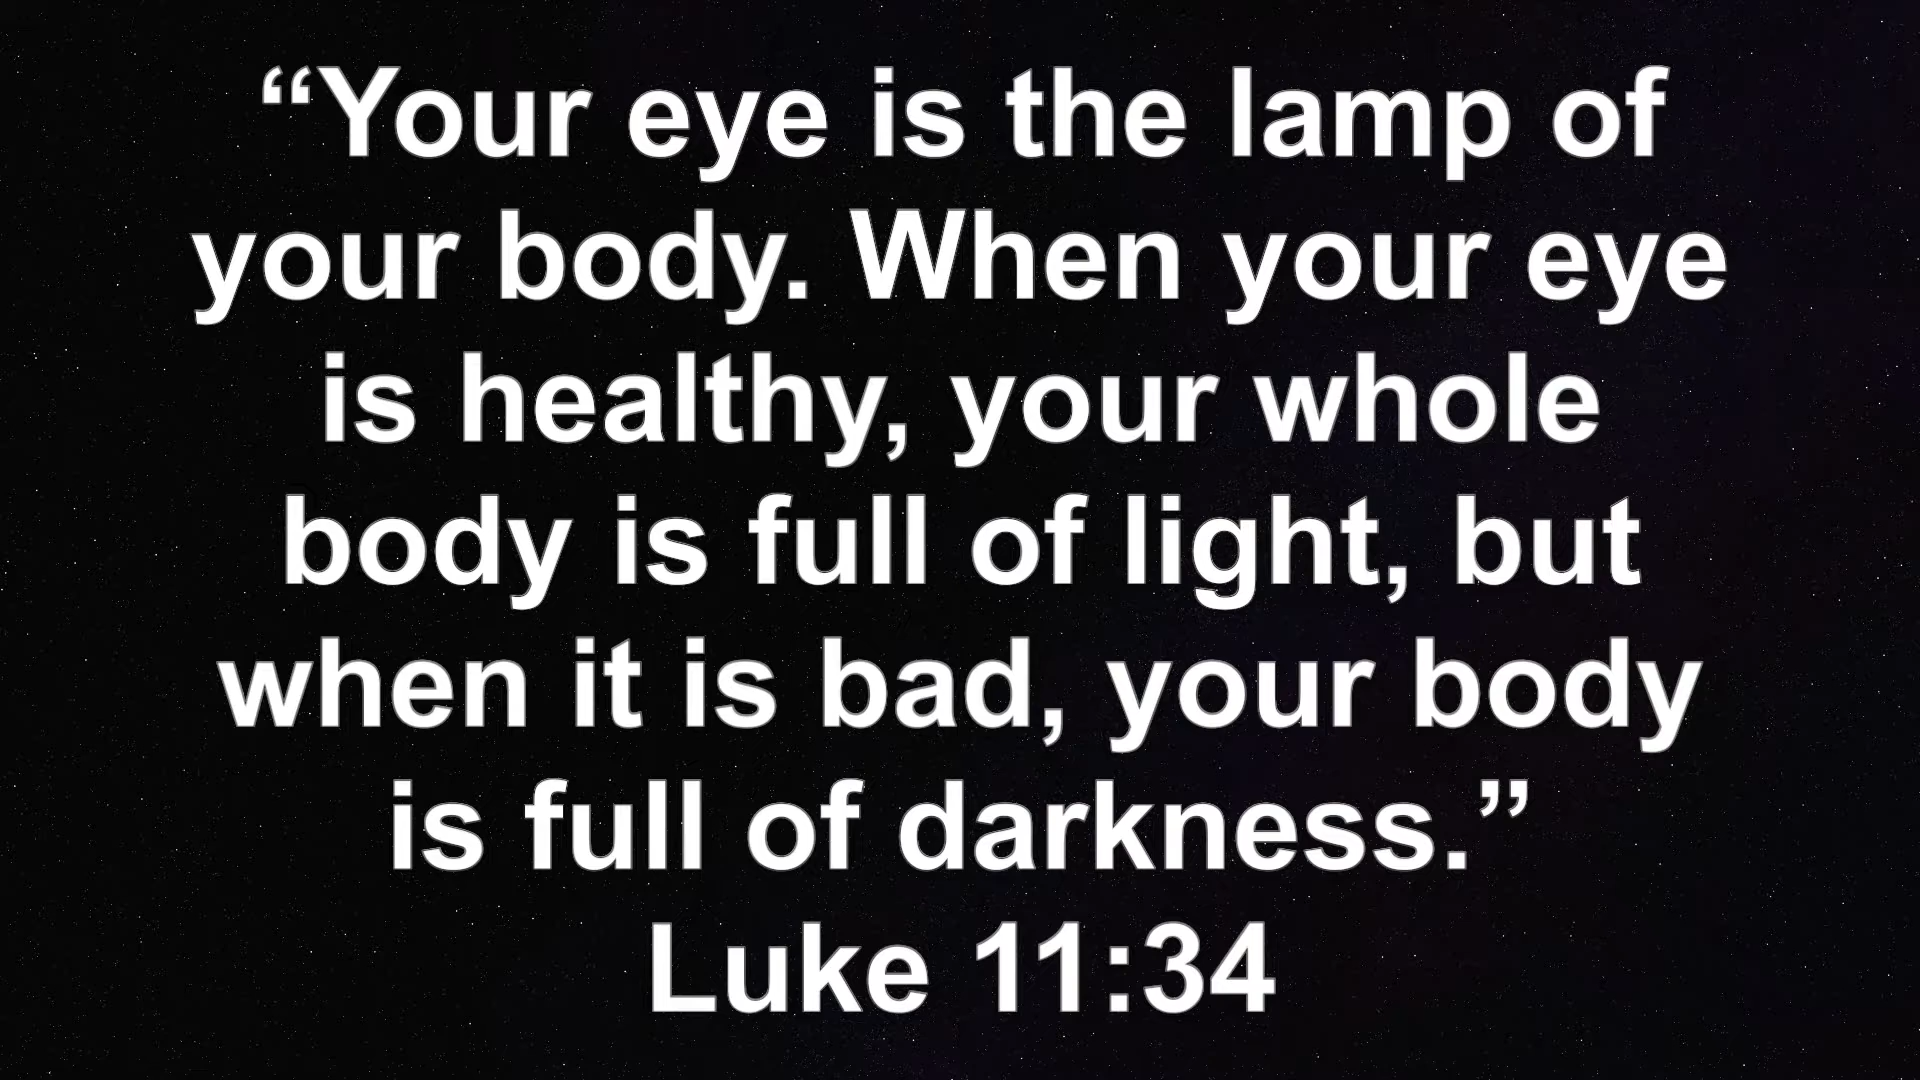 “Your eye is the lamp of
your body. When your eye
is healthy, your whole
body is full of light, but
when it is bad, your body
is full of darkness.”
Luke 11:34